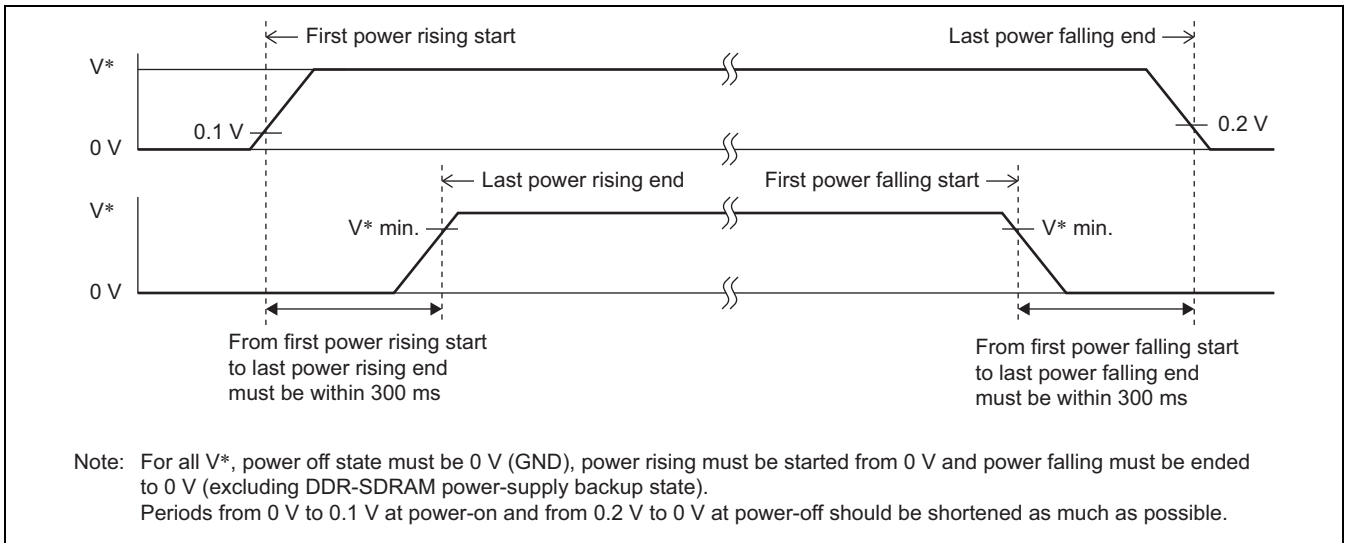 First power rising start
Last power falling end
V*
0.1 V
0.2 V
0 V
Last power rising end
First power falling start
V*
V* min.
V* min.
0 V
From first power rising start
to last power rising end
must be within 300 ms
From first power falling start
to last power falling end
must be within 300 ms
Note: For all V*, power off state must be 0 V (GND), power rising must be started from 0 V and power falling must be ended
to 0 V (excluding DDR-SDRAM power-supply backup state).
Periods from 0 V to 0.1 V at power-on and from 0.2 V to 0 V at power-off should be shortened as much as possible.